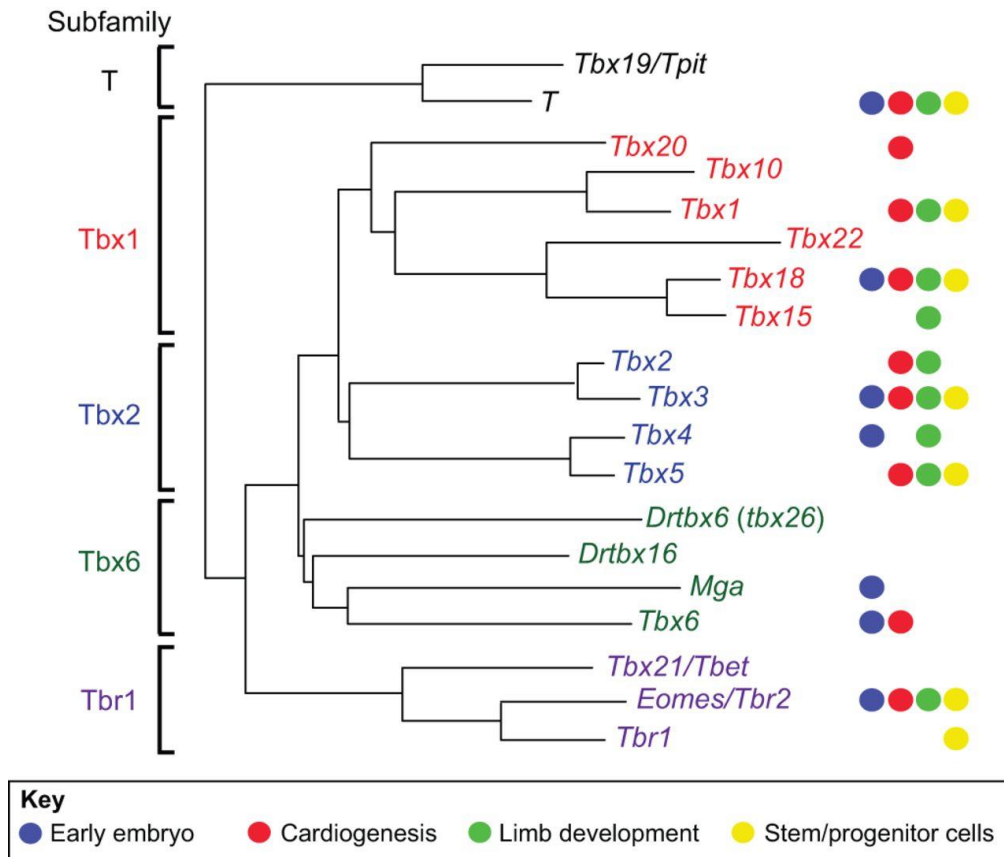 Subfamily
T
Tbx19/Tpit
T
Tbx1
Tbx20
Tbx10
Tbx1
Tbx22
Tbx18
Tbx15
Tbx2
Tbx2
Tbx3
Tbx4
Tbx5
Tbx6
Drtbx6 (tbx26)
Drtbx16
Mga
Tbx6
Tbr1
Tbx21/Tbet
Eomes/Tbr2
Tbr1
Key
Early embryo Cardiogenesis Limb development Stem/progenitor cells